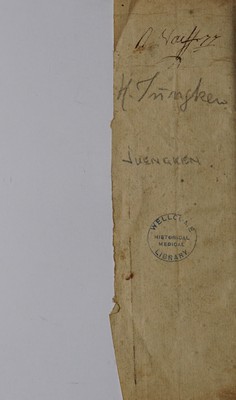 H. Jüngken
JUENGKEN.
WELLCOME
HISTORICAL
MEDICAL
LIBRARY